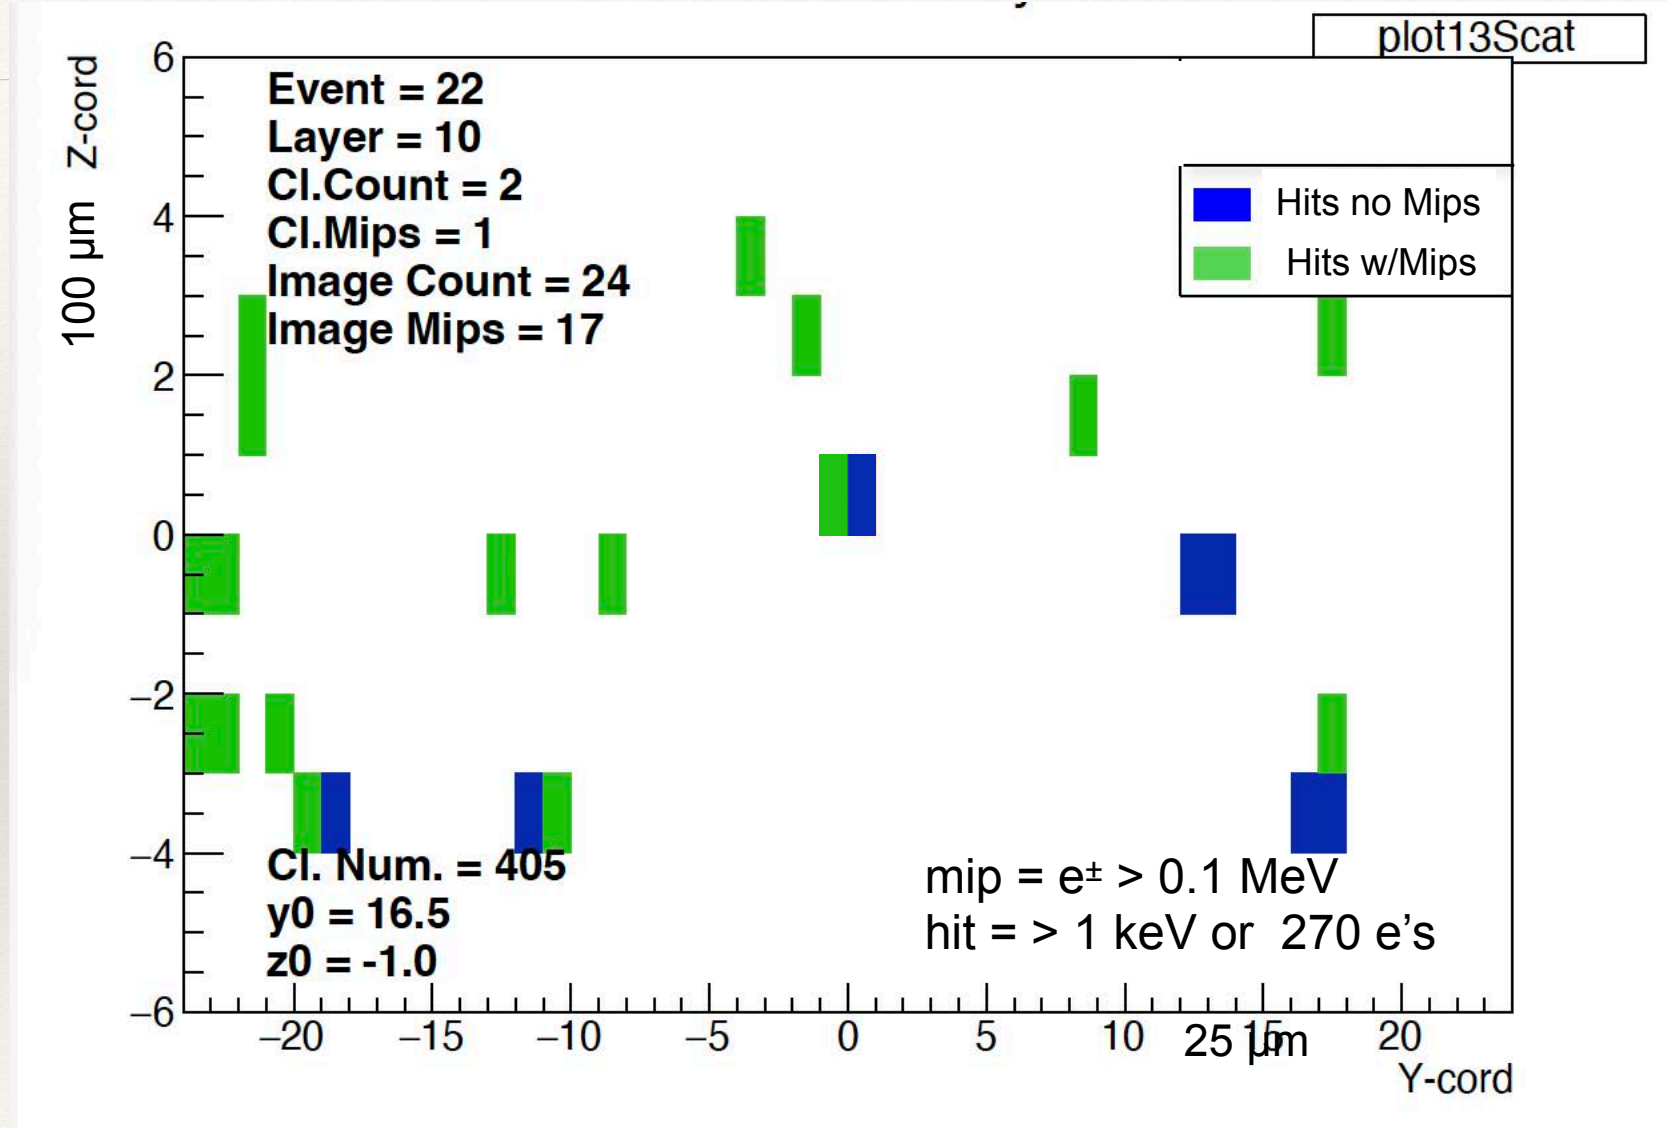 plot13Scat
Z-cord
100 μm
6
4
2
0
−2
−4
−6
Event = 22
Layer = 10
Cl.Count = 2
Cl.Mips = 1
Image Count = 24
Image Mips = 17
Hits no Mips
Hits w/Mips
Cl. Num. = 405
y0 = 16.5
z0 = -1.0
mip = e± > 0.1 MeV
hit = > 1 keV or 270 e's
−20 −15 −10 −5 0 5 10 15 20
25 μm
Y-cord